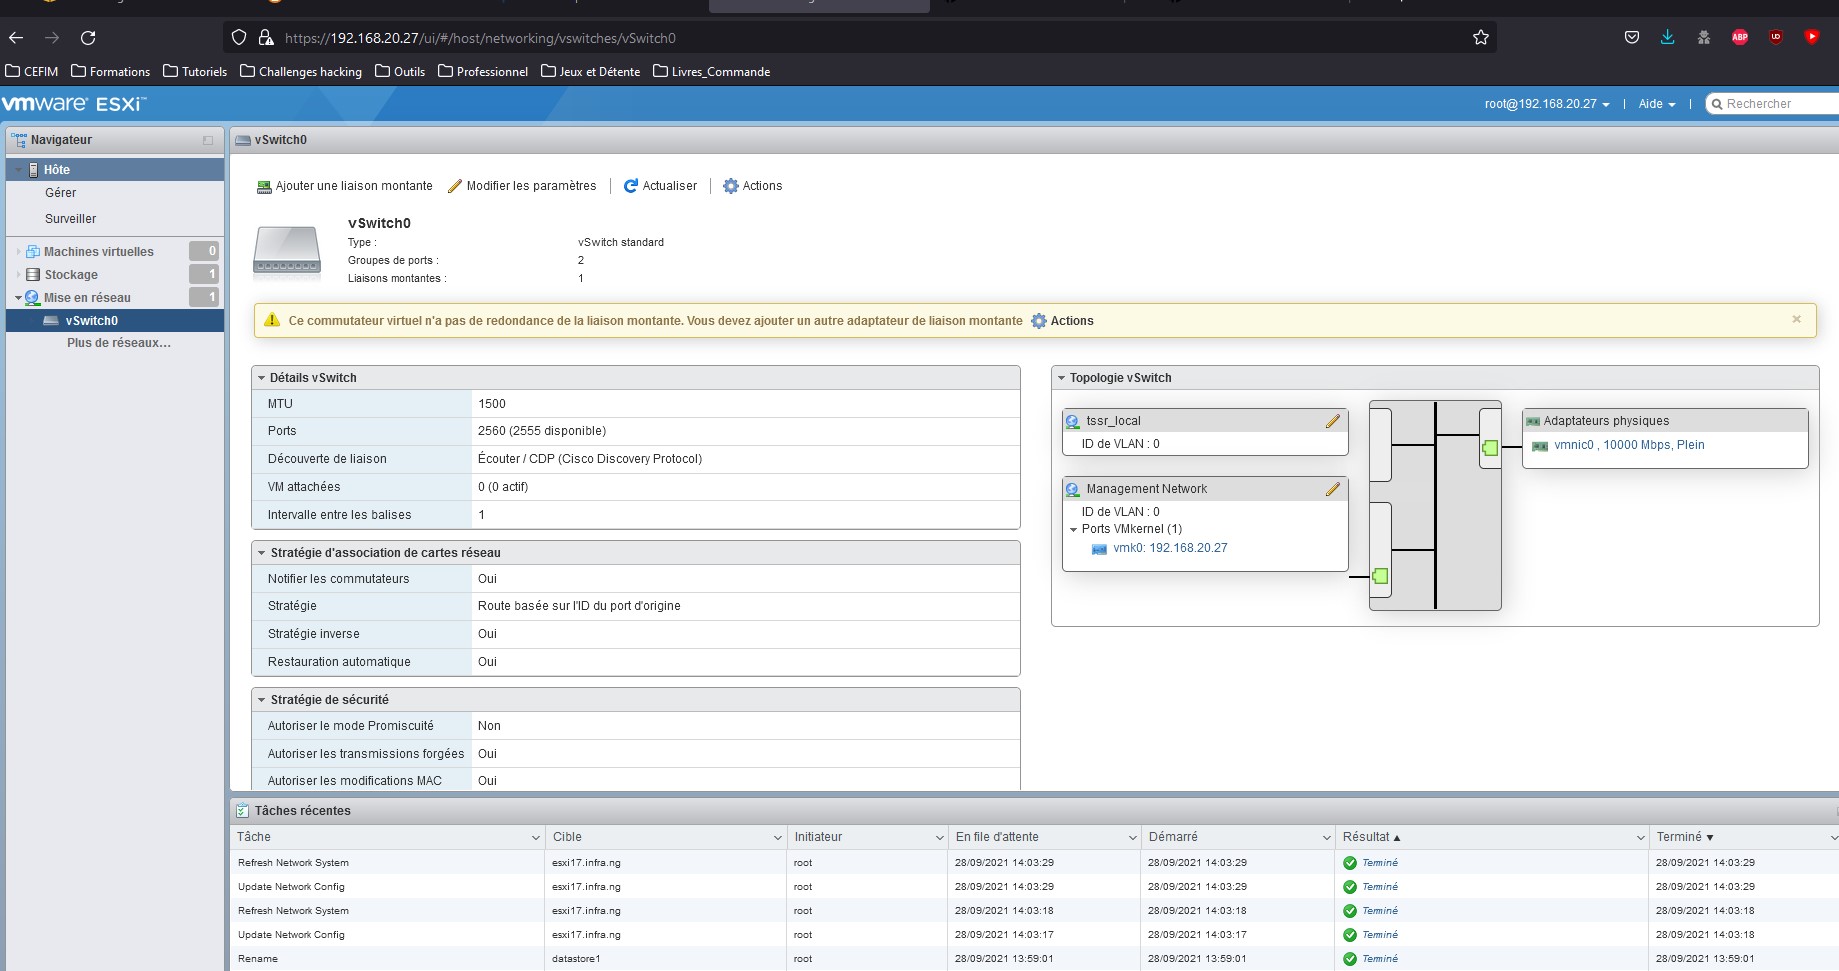 https://192.168.20.27/ui/#/host/networking/vswitches/vSwitch0
ABP
UD
CEFIM Formations Tutoriels Challenges hacking Outils Professionnel Jeux et Détente Livres_Commande
vmware ESXi™
root@192.168.20.27 | Aide | Rechercher
Navigateur
Hôte
Gérer
Surveiller
Machines virtuelles 0
Stockage 1
Mise en réseau 1
vSwitch0
Plus de réseaux...
vSwitch0
Ajouter une liaison montante Modifier les paramètres | Actualiser | Actions
vSwitch0
Type : vSwitch standard
Groupes de ports : 2
Liaisons montantes : 1
Ce commutateur virtuel n'a pas de redondance de la liaison montante. Vous devez ajouter un autre adaptateur de liaison montante Actions
Détails vSwitch
MTU 1500
Ports 2560 (2555 disponible)
Découverte de liaison Écouter / CDP (Cisco Discovery Protocol)
VM attachées 0 (0 actif)
Intervalle entre les balises 1
Stratégie d'association de cartes réseau
Notifier les commutateurs Oui
Stratégie Route basée sur l'ID du port d'origine
Stratégie inverse Oui
Restauration automatique Oui
Stratégie de sécurité
Autoriser le mode Promiscuité Non
Autoriser les transmissions forgées Oui
Autoriser les modifications MAC Oui
Topologie vSwitch
tssr_local
ID de VLAN : 0
Management Network
ID de VLAN : 0
Ports VMkernel (1)
vmk0: 192.168.20.27
Adaptateurs physiques
vmnic0 , 10000 Mbps, Plein
Tâches récentes
Tâche Cible Initiateur En file d'attente Démarré Résultat Terminé
Refresh Network System esxi17.infra.ng root 28/09/2021 14:03:29 28/09/2021 14:03:29 Terminé 28/09/2021 14:03:29
Update Network Config esxi17.infra.ng root 28/09/2021 14:03:29 28/09/2021 14:03:29 Terminé 28/09/2021 14:03:29
Refresh Network System esxi17.infra.ng root 28/09/2021 14:03:18 28/09/2021 14:03:18 Terminé 28/09/2021 14:03:18
Update Network Config esxi17.infra.ng root 28/09/2021 14:03:17 28/09/2021 14:03:17 Terminé 28/09/2021 14:03:18
Rename datastore1 root 28/09/2021 13:59:01 28/09/2021 13:59:01 Terminé 28/09/2021 13:59:01